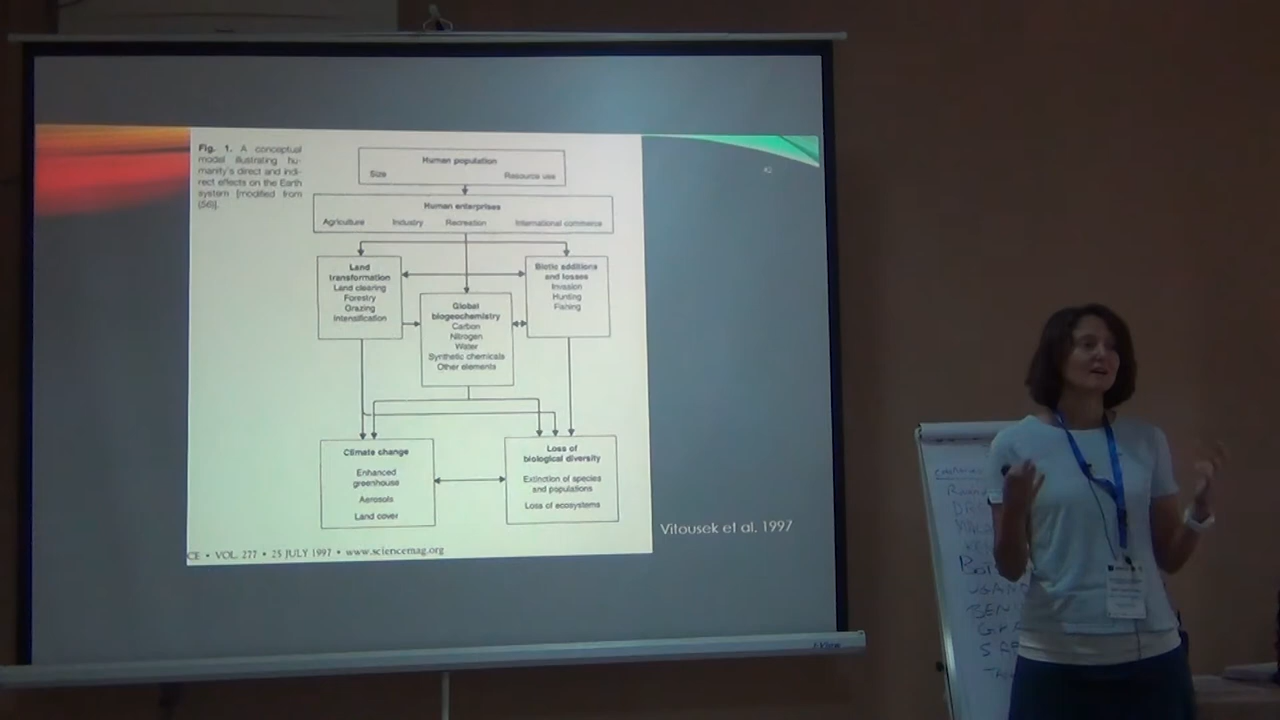 Fig. 1. A conceptual
model illustrating hu-
manity's direct and indi-
rect effects on the Earth
system [modified from
(56)].
Human population
Size Resource use
Human enterprises
Agriculture Industry Recreation International commerce
Land
transformation
Land clearing
Forestry
Grazing
Intensification
Biotic additions
and losses
Invasion
Hunting
Fishing
Global
biogeochemistry
Carbon
Nitrogen
Water
Synthetic chemicals
Other elements
Climate change
Enhanced
greenhouse
Aerosols
Land cover
Loss of
biological diversity
Extinction of species
and populations
Loss of ecosystems
CE • VOL. 277 • 25 JULY 1997 • www.sciencemag.org
Vitousek et al. 1997